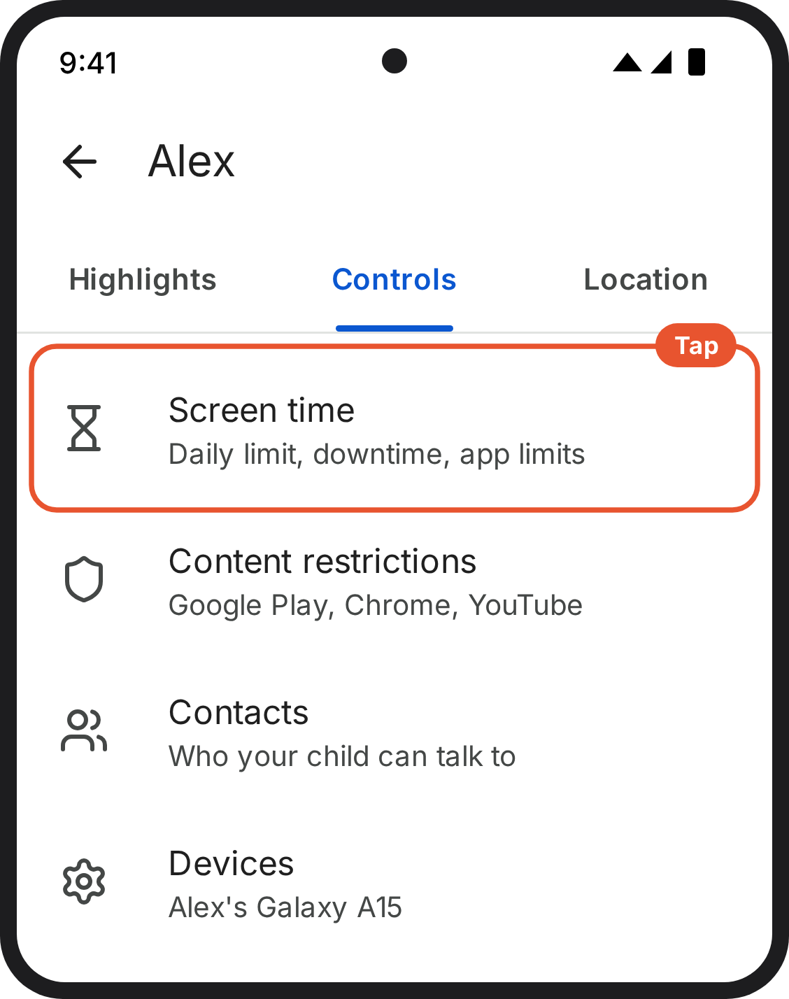 9:41
Alex
Highlights
Controls
Location
Tap
Screen time
Daily limit, downtime, app limits
Content restrictions
Google Play, Chrome, YouTube
Contacts
Who your child can talk to
Devices
Alex's Galaxy A15